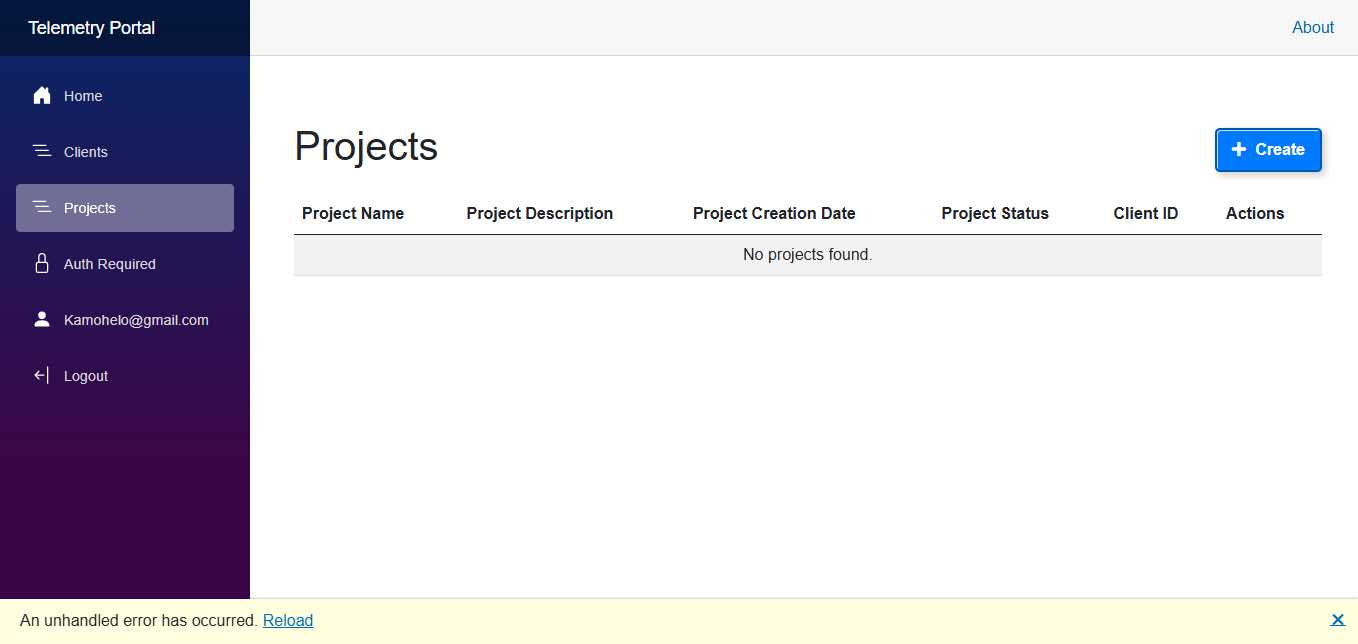 Telemetry Portal
About
Home
Clients
Projects
Auth Required
Kamohelo@gmail.com
Logout
Projects
Create
Project Name Project Description Project Creation Date Project Status Client ID Actions
No projects found.
An unhandled error has occurred. Reload